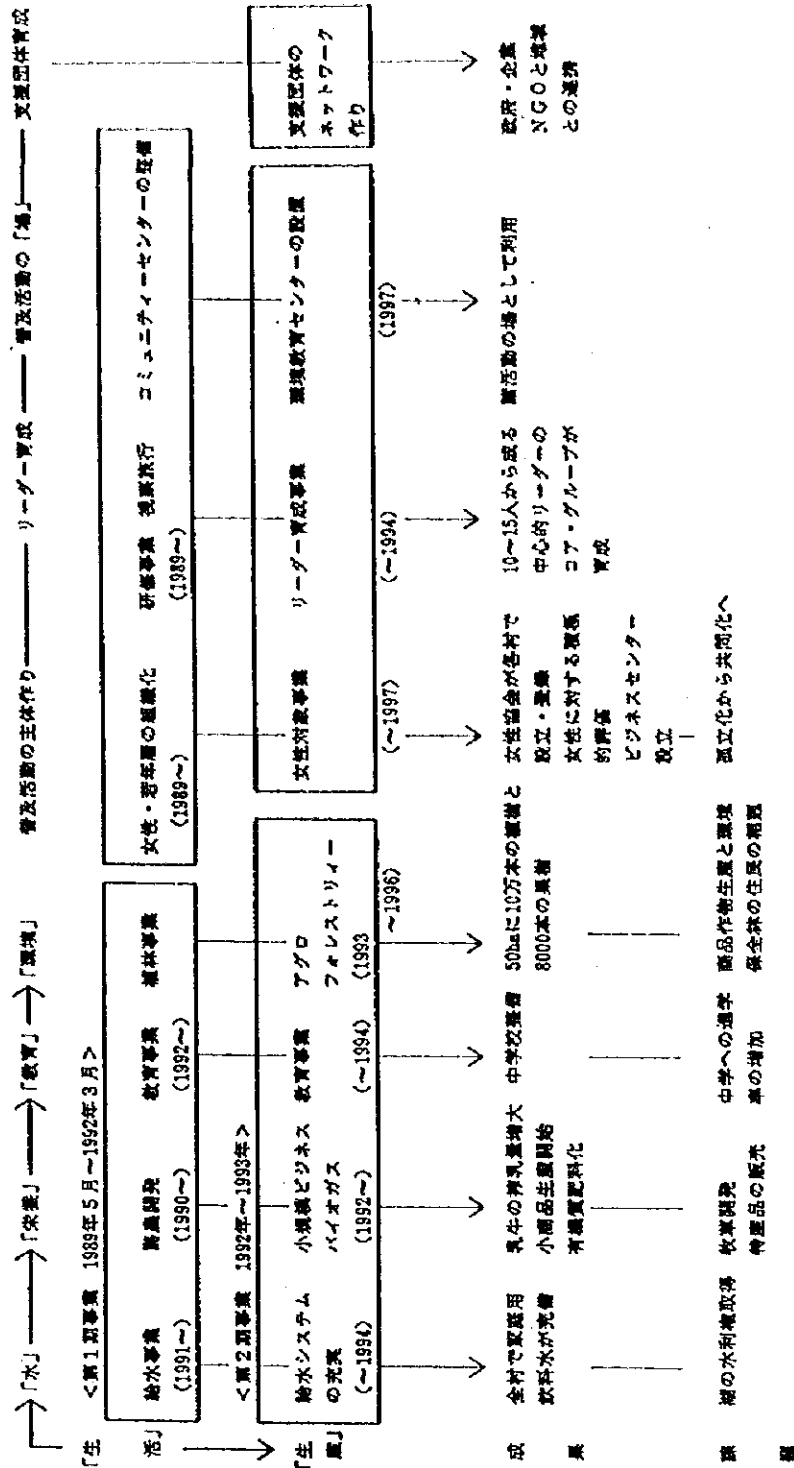 「水」 「栄養」 「教育」 「環境」 普及活動の主体作り リーダー育成 普及活動の「場」 支援団体育成
<第1期事業 1989年5月~1992年3月>
「生活」
給水事業
(1991~)
酪農開発
(1990~)
教育事業
(1992~)
植林事業
女性・若年層の組織化
(1989~)
研修事業 視察旅行
(1989~)
コミュニティーセンターの整備
<第2期事業 1992年~1993年>
「生産」
給水システム
の充実
(~1994)
小規模ビジネス
バイオガス
(1992~)
教育事業
(~1994)
アグロ
フォレストリィー
(1993
~1996)
女性対象事業
(~1997)
リーダー育成事業
(~1994)
環境教育センターの設置
(1997)
支援団体の
ネットワーク
作り
成果
全村で家庭用
飲料水が完備
乳牛の搾乳量増大
小商品生産開始
有機質肥料化
中学校整備
50haに10万本の植樹と
8000本の果樹
女性協会が各村で
設立・登録
女性に対する積極
的評価
ビジネスセンター
設立
10~15人から成る
中心的リーダーの
コア・グループが
育成
諸活動の場として利用
政府・企業
NGOと地域
との連携
課題
湖の水利権取得
牧草開発
特産品の販売
中学への進学
率の増加
商品作物生産と環境
保全林の住民の範囲
孤立化から共同化へ